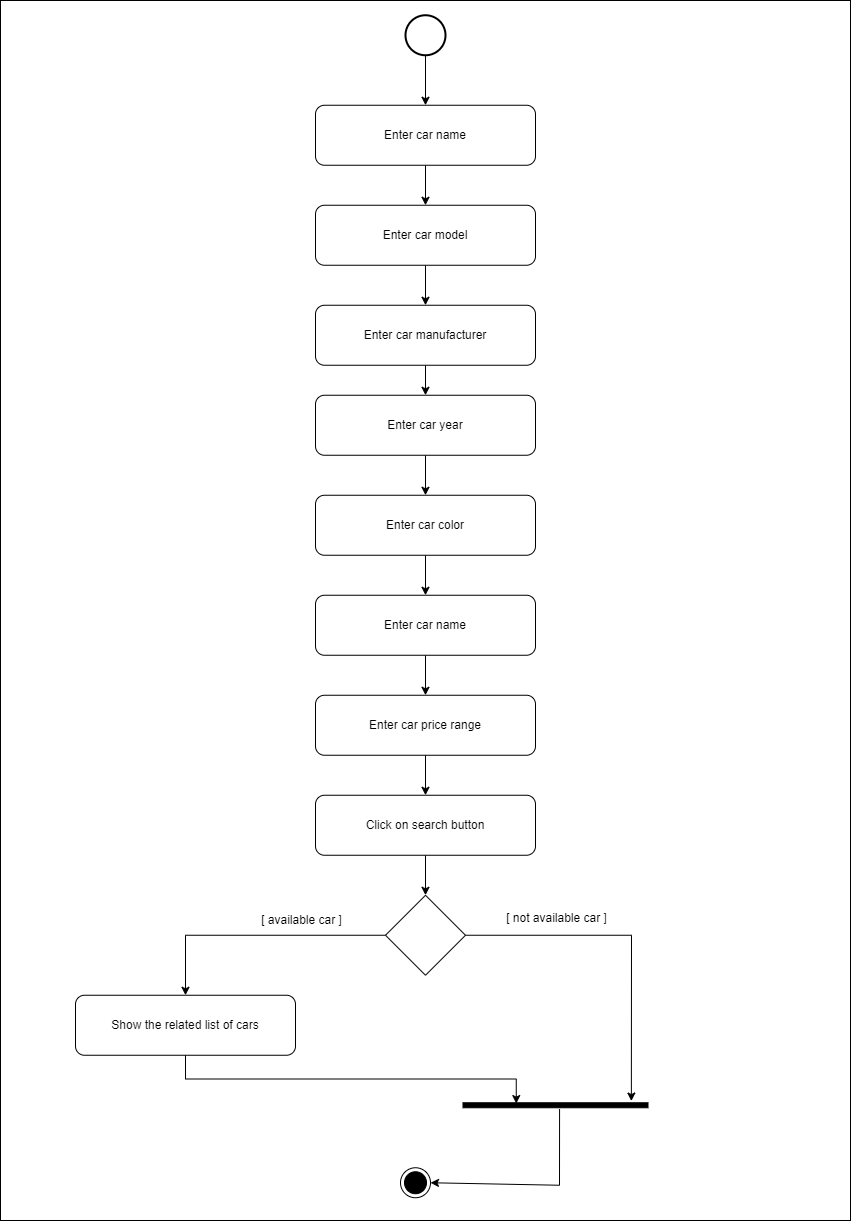 Enter car name
Enter car model
Enter car manufacturer
Enter car year
Enter car color
Enter car name
Enter car price range
Click on search button
[ available car ]
[ not available car ]
Show the related list of cars